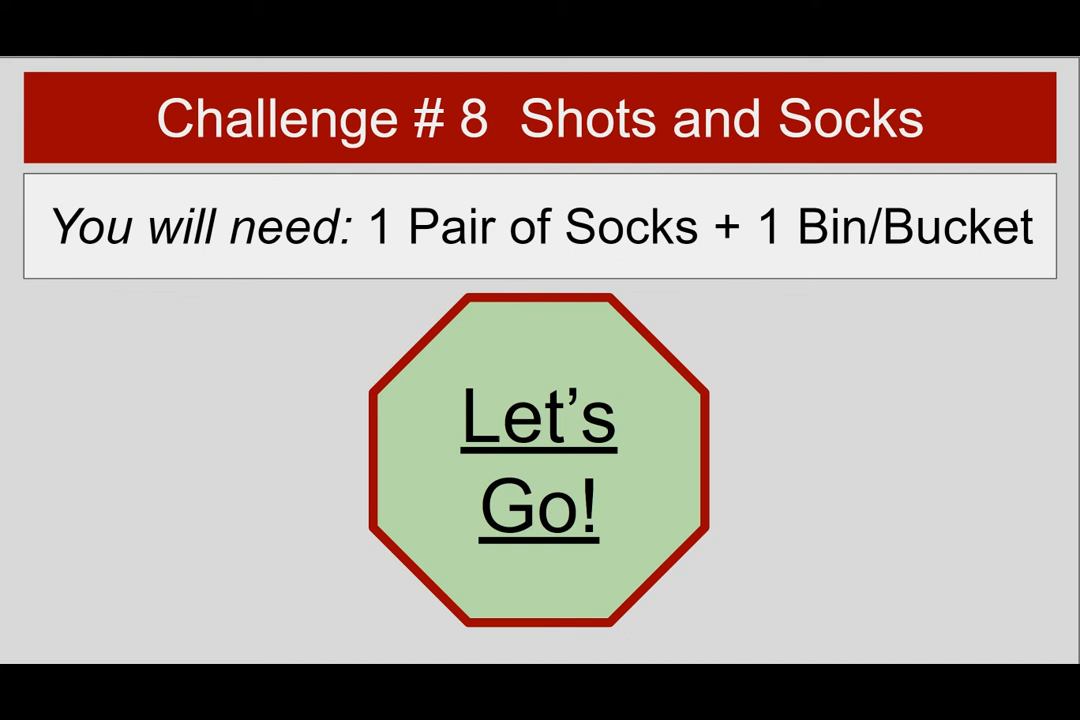 Challenge # 8  Shots and Socks
You will need: 1 Pair of Socks + 1 Bin/Bucket
Let’s
Go!